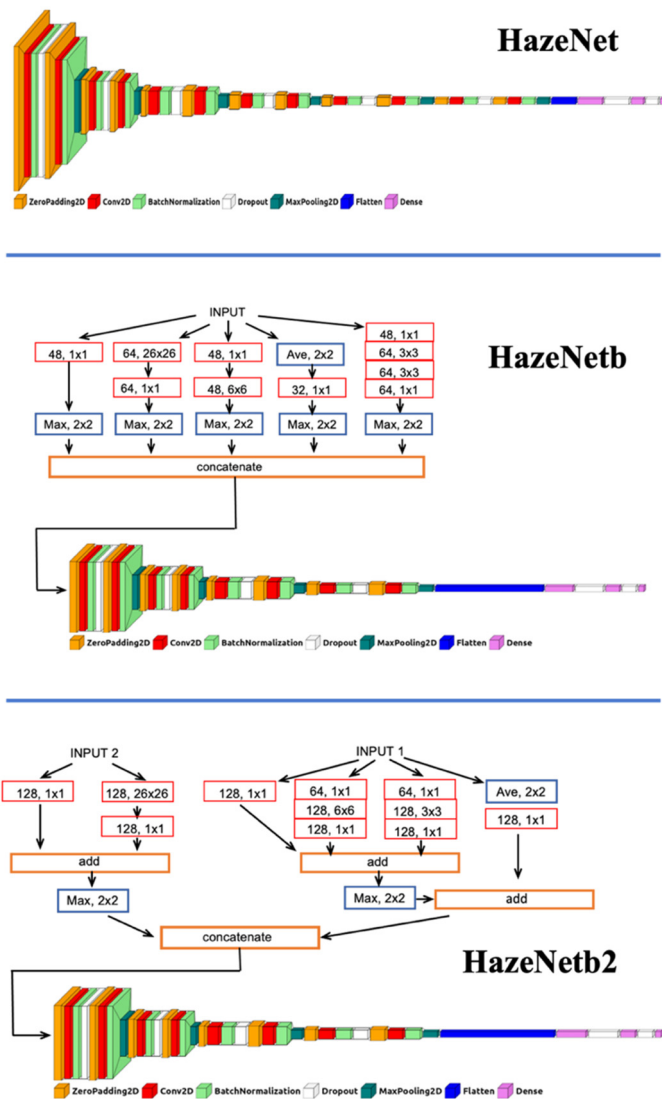 HazeNet
ZeroPadding2D Conv2D BatchNormalization Dropout MaxPooling2D Flatten Dense
INPUT
48, 1x1
48, 1x1 64, 26x26 48, 1x1 Ave, 2x2 64, 3x3
HazeNetb
64, 3x3
64, 1x1 48, 6x6 32, 1x1 64, 1x1
Max, 2x2 Max, 2x2 Max, 2x2 Max, 2x2 Max, 2x2
concatenate
ZeroPadding2D Conv2D BatchNormalization Dropout MaxPooling2D Flatten Dense
INPUT 2 INPUT 1
128, 1x1 128, 26x26 128, 1x1 64, 1x1 64, 1x1 Ave, 2x2
128, 6x6 128, 3x3 128, 1x1
128, 1x1 128, 1x1 128, 1x1
add add
Max, 2x2 Max, 2x2 add
concatenate
HazeNetb2
ZeroPadding2D Conv2D BatchNormalization Dropout MaxPooling2D Flatten Dense